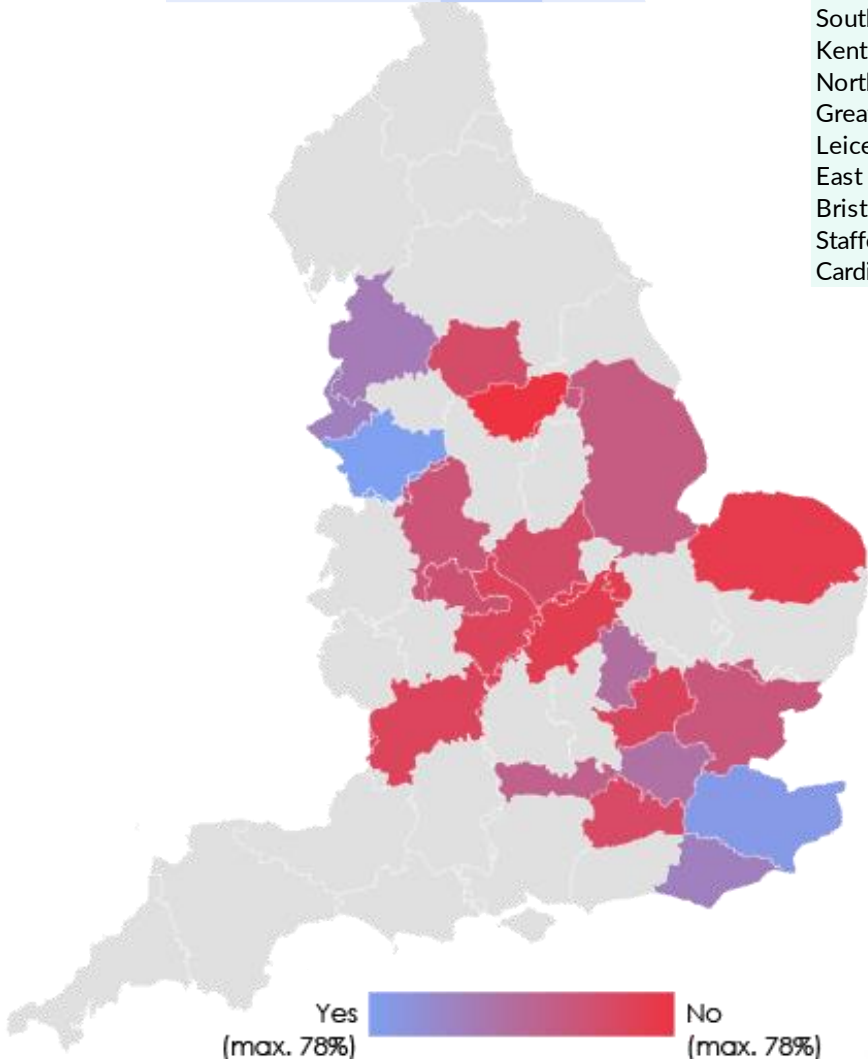 South
Kent
North
Grea
Leice
East
Brist
Staff
Cardi
Yes
(max. 78%)
No
(max. 78%)